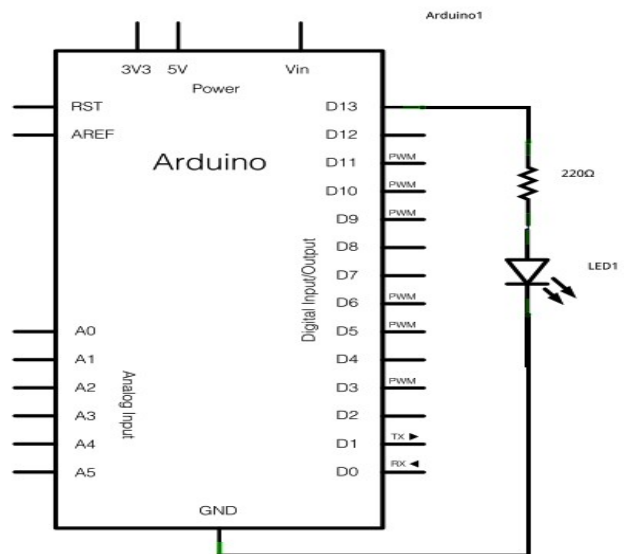 Arduino1
3V3 5V Vin
Power
RST D13
AREF D12
Arduino
D11 PWM
D10 PWM
220Ω
D9 PWM
D8
LED1
D7
D6 PWM
Digital Input/Output
A0 D5 PWM
A1 D4
A2 D3 PWM
Analog Input
A3 D2
A4 D1 TX ►
A5 D0 RX ◄
GND